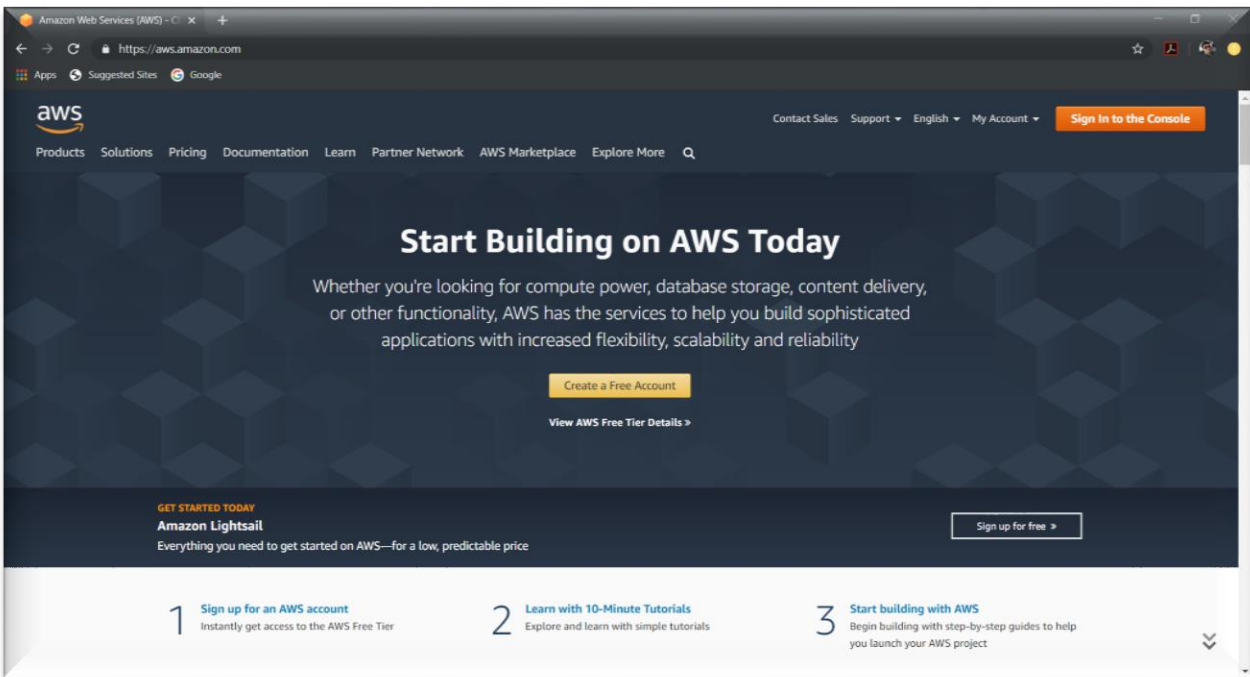 Amazon Web Services (AWS) - C
https://aws.amazon.com
Apps Suggested Sites Google
aws
Contact Sales Support English My Account Sign In to the Console
Products Solutions Pricing Documentation Learn Partner Network AWS Marketplace Explore More
Start Building on AWS Today
Whether you're looking for compute power, database storage, content delivery,
or other functionality, AWS has the services to help you build sophisticated
applications with increased flexibility, scalability and reliability
Create a Free Account
View AWS Free Tier Details »
GET STARTED TODAY
Amazon Lightsail
Everything you need to get started on AWS—for a low, predictable price
Sign up for free »
1 Sign up for an AWS account
Instantly get access to the AWS Free Tier
2 Learn with 10-Minute Tutorials
Explore and learn with simple tutorials
3 Start building with AWS
Begin building with step-by-step guides to help
you launch your AWS project